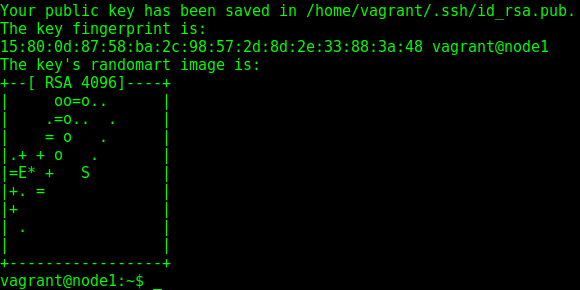 Your public key has been saved in /home/vagrant/.ssh/id_rsa.pub.
The key fingerprint is:
15:80:0d:87:58:ba:2c:98:57:2d:8d:2e:33:88:3a:48 vagrant@node1
The key's randomart image is:
+--[ RSA 4096]----+
|     oo=o..      |
|    .=o..  .     |
|    = o   .      |
|.+ + o   .       |
|=E* +   S        |
|+. =             |
|+                |
| .               |
|                 |
+-----------------+
vagrant@node1:~$ _